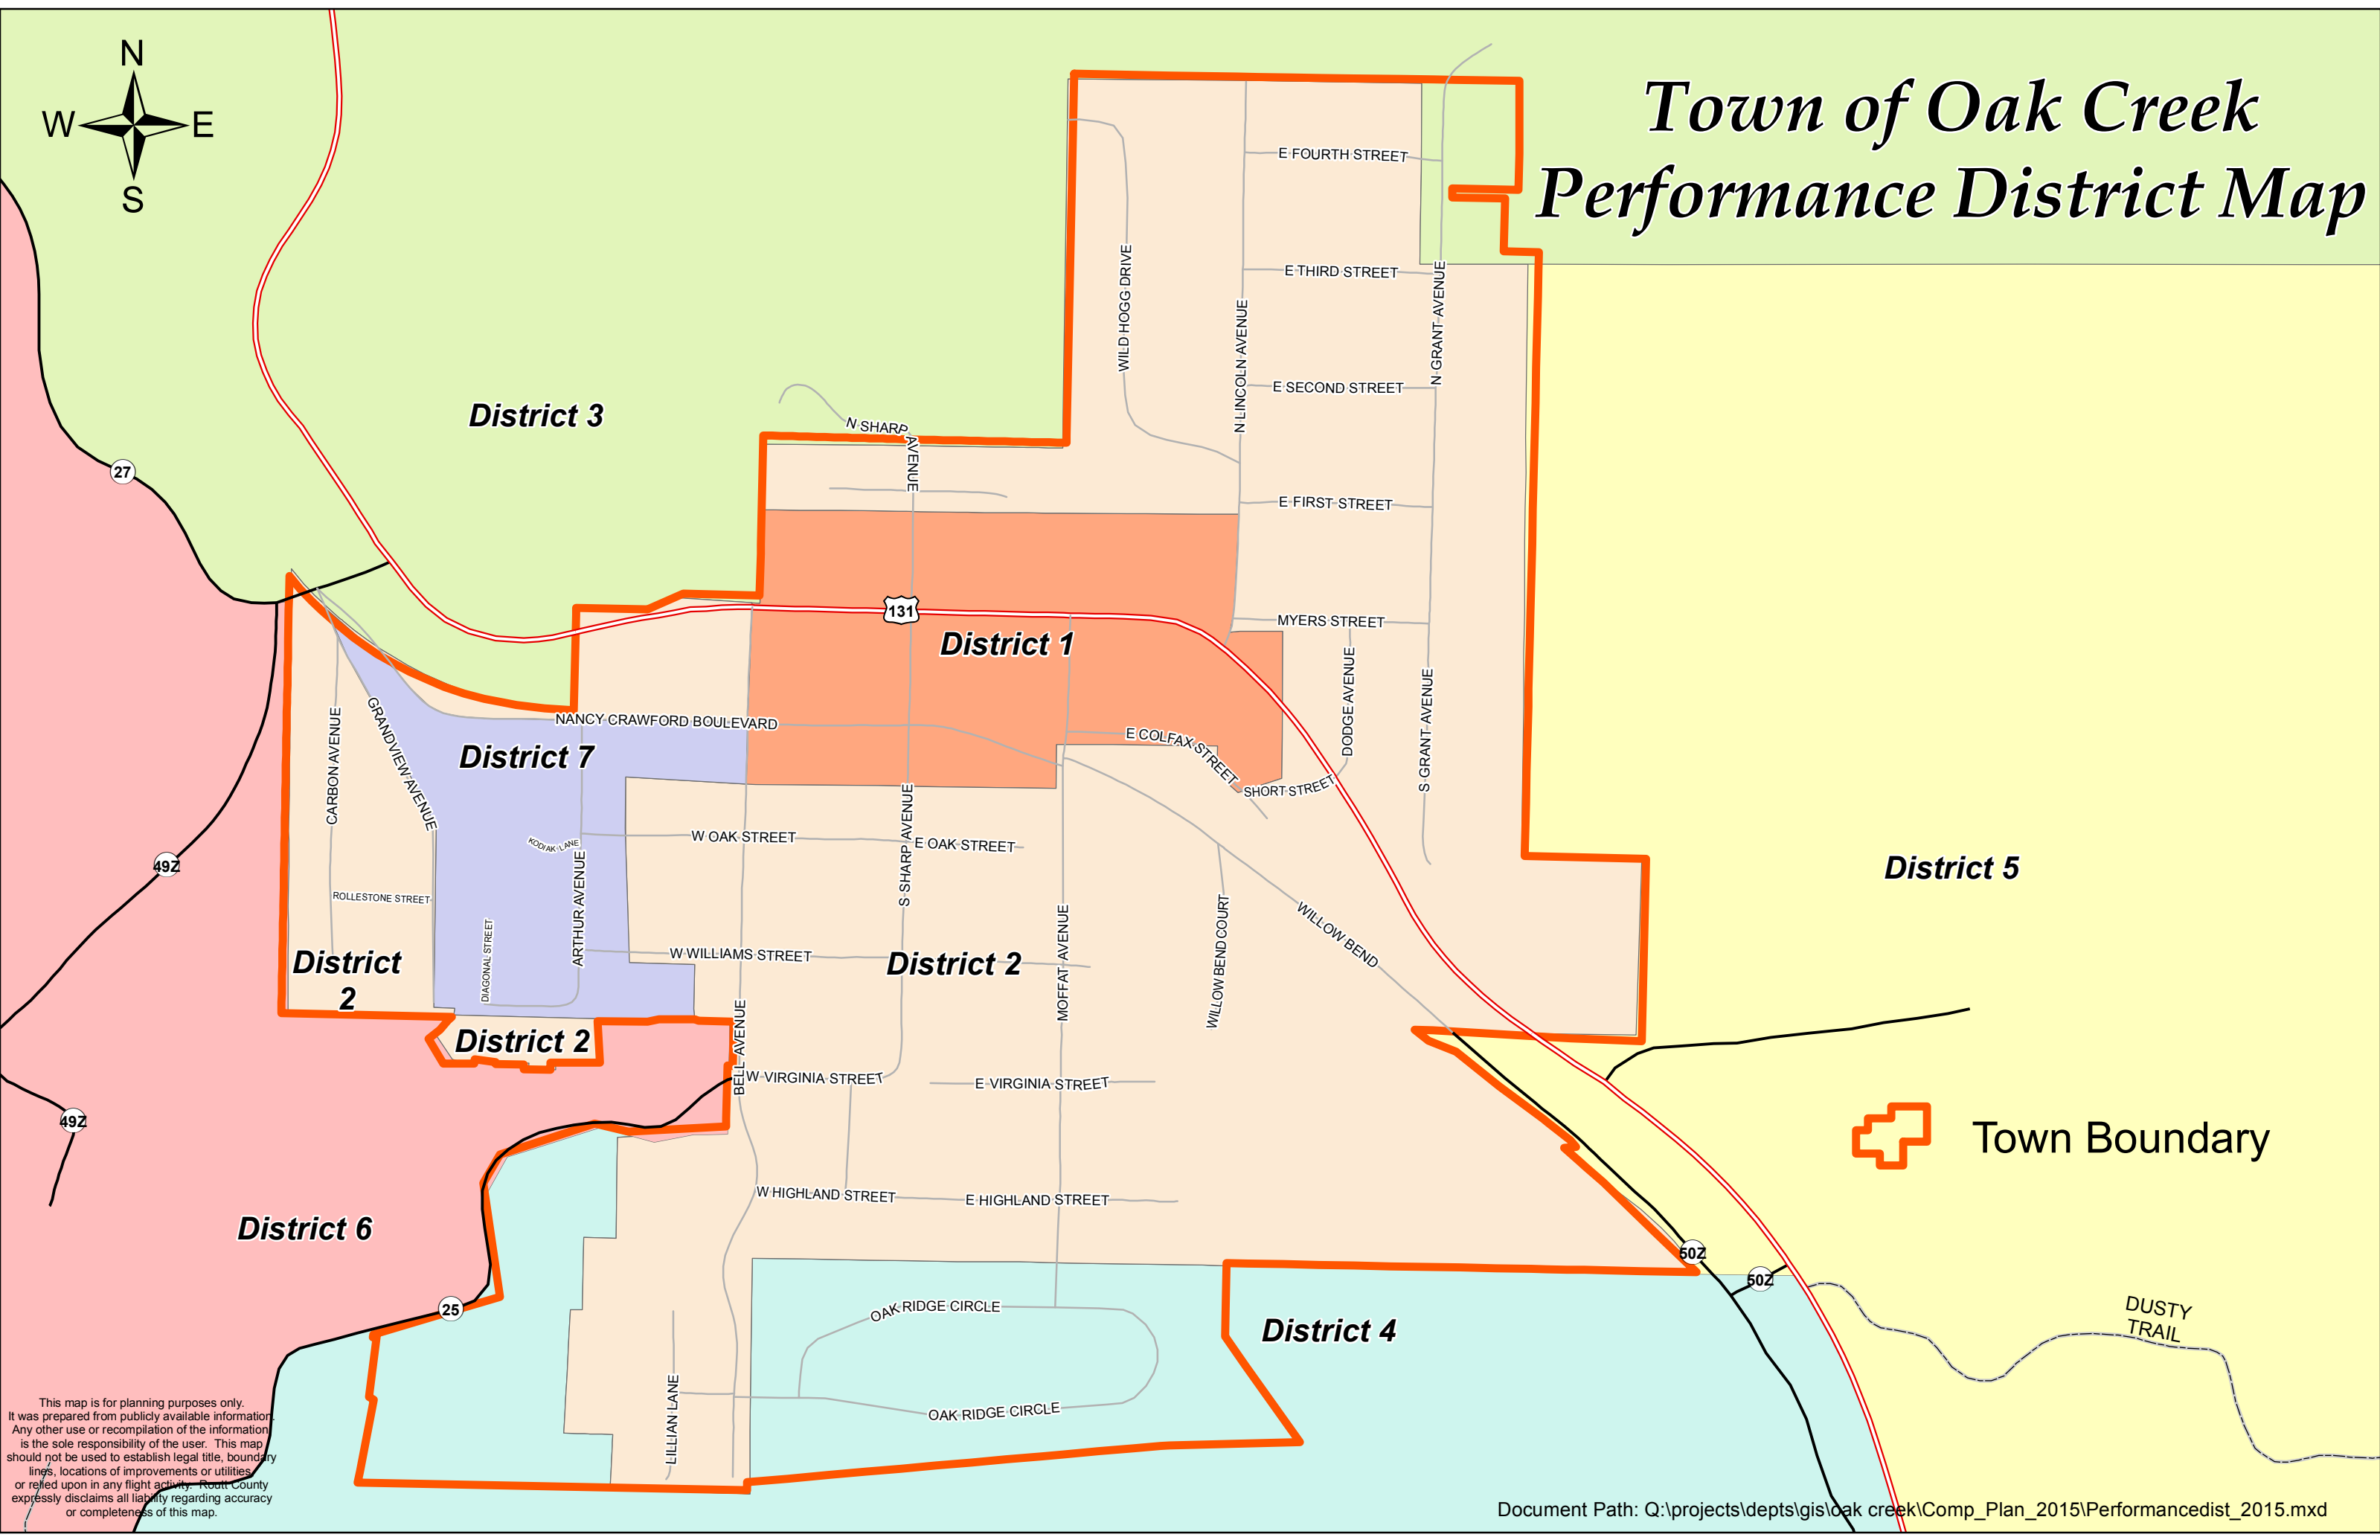 N
W
E
S
Town of Oak Creek
Performance District Map
E FOURTH STREET
WILD HOGG DRIVE
E THIRD STREET
N GRANT AVENUE
N LINCOLN AVENUE
E SECOND STREET
District 3
N SHARP AVENUE
27
E FIRST STREET
131
MYERS STREET
District 1
DODGE AVENUE
S GRANT AVENUE
CARBON AVENUE
GRANDVIEW AVENUE
NANCY CRAWFORD BOULEVARD
E COLFAX STREET
District 7
SHORT STREET
W OAK STREET
E OAK STREET
S SHARP AVENUE
KODIAK LANE
ARTHUR AVENUE
49Z
District 5
ROLLESTONE STREET
DIAGONAL STREET
WILLOW BEND COURT
WILLOW BEND
MOFFAT AVENUE
W WILLIAMS STREET
District
2
District 2
District 2
BELL AVENUE
W VIRGINIA STREET
E VIRGINIA STREET
49Z
Town Boundary
W HIGHLAND STREET
E HIGHLAND STREET
District 6
50Z
50Z
25
OAK RIDGE CIRCLE
District 4
DUSTY
TRAIL
LILLIAN LANE
OAK RIDGE CIRCLE
This map is for planning purposes only.
It was prepared from publicly available information.
Any other use or recompilation of the information
is the sole responsibility of the user. This map
should not be used to establish legal title, boundary
lines, locations of improvements or utilities,
or relied upon in any flight activity. Routt County
expressly disclaims all liability regarding accuracy
or completeness of this map.
Document Path: Q:\projects\depts\gis\oak creek\Comp_Plan_2015\Performancedist_2015.mxd